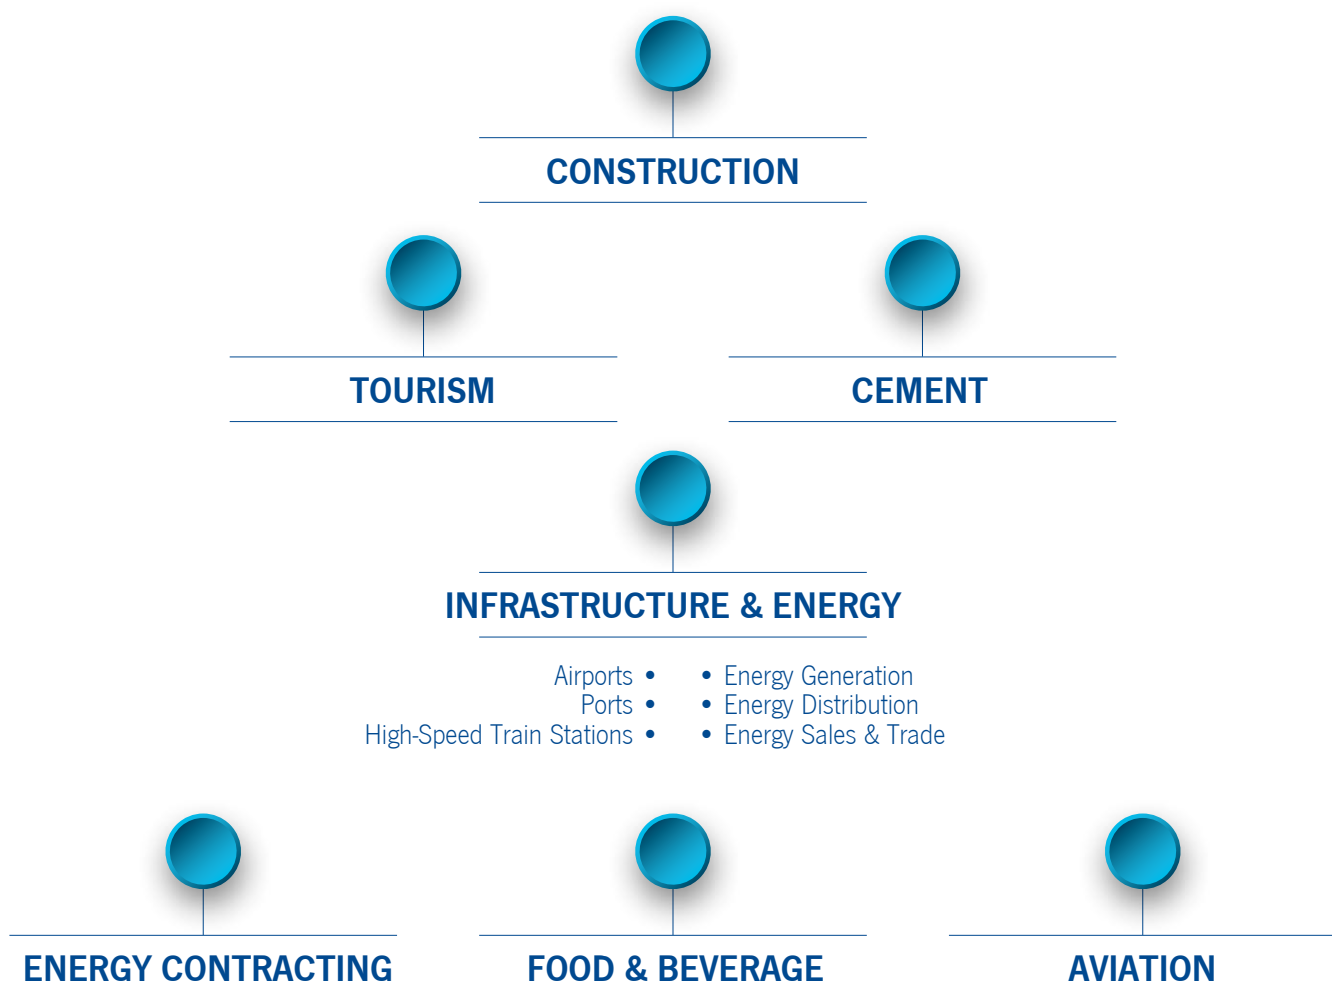 CONSTRUCTION
TOURISM
CEMENT
INFRASTRUCTURE & ENERGY
Airports •
Ports •
High-Speed Train Stations •
• Energy Generation
• Energy Distribution
• Energy Sales & Trade
ENERGY CONTRACTING
FOOD & BEVERAGE
AVIATION